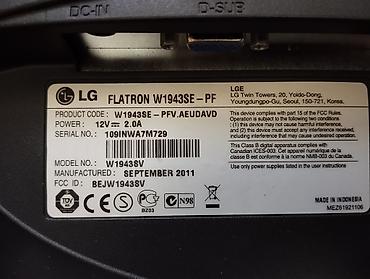 DC-IN
D-SUB
LG FLATRON W1943SE-PF
PRODUCT CODE: W1943SE-PFV.AEUDAVD
POWER: 12V 2.0A
SERIAL NO.: 109INWA7M729
MODEL NO.: W1943SV
MANUFACTURED: SEPTEMBER 2011
FCC ID: BEJW1943SV
LGE
LG Twin Towers, 20, Yoido-Dong,
Youngdungpo-Gu, Seoul, 150-721, Korea
This device complies with part 15 of the FCC Rules.
Operation is subject to the following two conditions:
(1) this device may not cause harmful interference, and
(2) this device must accept any interference received, including
interference that may cause undesired operation.
This Class B digital apparatus complies with
Canadian ICES-003. Cet appareil numérique de la
classe B est conforme à la norme NMB-003 du Canada.
Use only power supplies listed in the user instructions
BZ03
N98
MADE IN INDONESIA
MEZ61921106